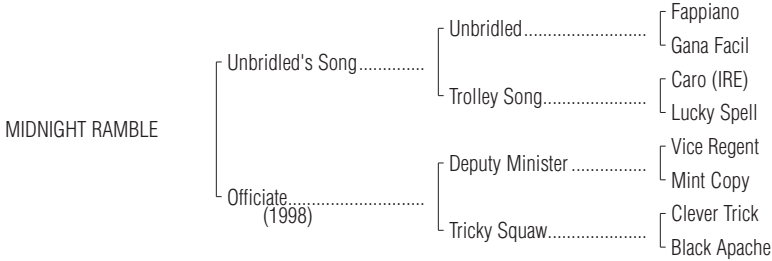 Fappiano
Unbridled..........................
Gana Facil
Unbridled's Song..............
Caro (IRE)
Trolley Song......................
Lucky Spell
MIDNIGHT RAMBLE
Vice Regent
Deputy Minister ................
Mint Copy
Officiate.............................
(1998)
Clever Trick
Tricky Squaw.....................
Black Apache